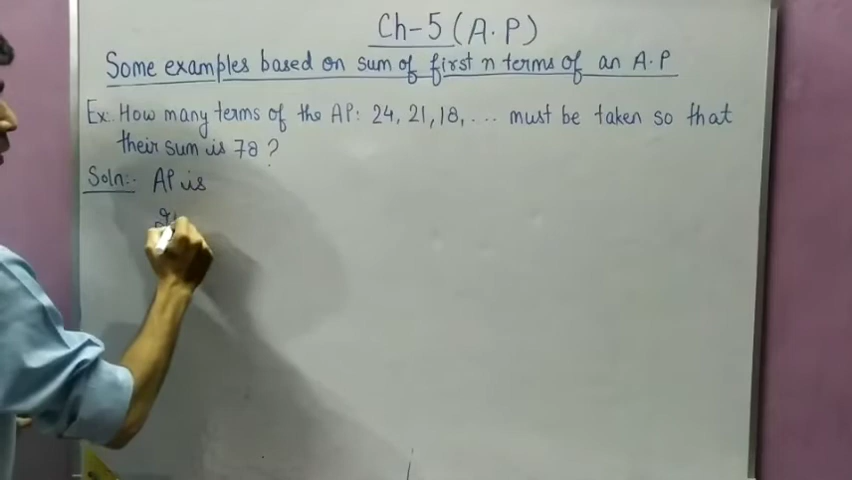 Ch-5 (A.P)
Some examples based on sum of first n terms of an A.P
Ex:. How many terms of the AP: 24, 21, 18, ... must be taken so that
their sum is 78 ?
Soln:- AP is